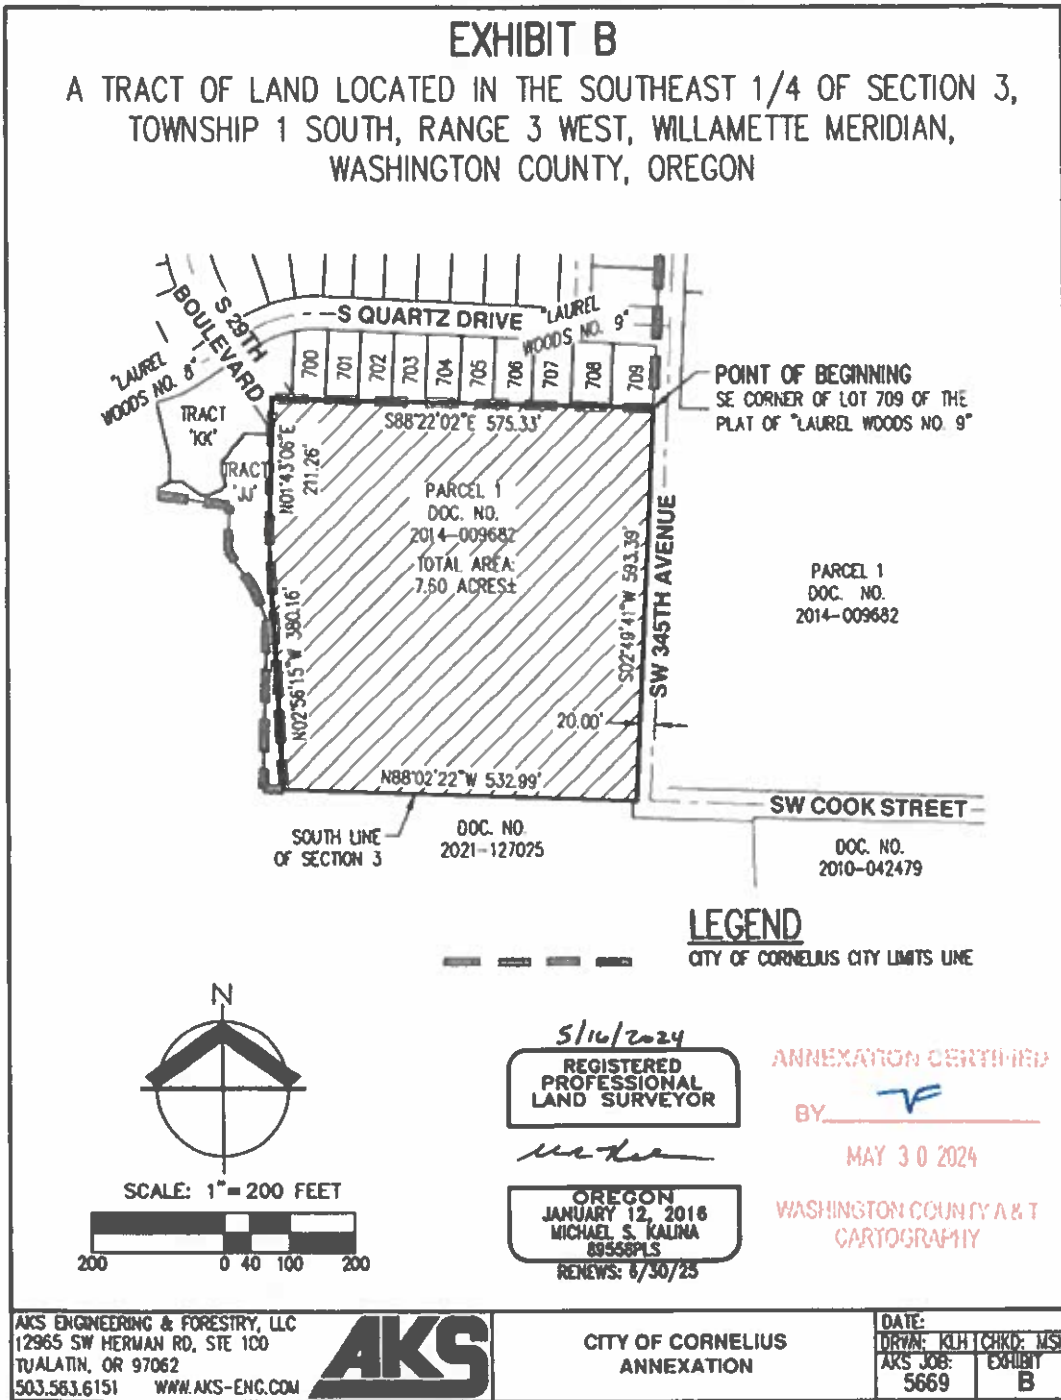 EXHIBIT B
A TRACT OF LAND LOCATED IN THE SOUTHEAST 1/4 OF SECTION 3,
TOWNSHIP 1 SOUTH, RANGE 3 WEST, WILLAMETTE MERIDIAN,
WASHINGTON COUNTY, OREGON
S 29TH
BOULEVARD
S QUARTZ DRIVE
"LAUREL
WOODS NO. 9"
"LAUREL
WOODS NO. 8"
700
701
702
703
704
705
706
707
708
709
POINT OF BEGINNING
SE CORNER OF LOT 709 OF THE
PLAT OF "LAUREL WOODS NO. 9"
TRACT
"KK"
TRACT
"JJ"
S88°22'02"E 575.33'
N01°43'06"E
211.26'
PARCEL 1
DOC. NO.
2014-009682
TOTAL AREA:
7.60 ACRES±
N02°56'15"W 380.16'
S02°49'41"W 593.39'
SW 345TH AVENUE
PARCEL 1
DOC. NO.
2014-009682
20.00'
N88°02'22"W 532.99'
SW COOK STREET
SOUTH LINE
OF SECTION 3
DOC. NO.
2021-127025
DOC. NO.
2010-042479
LEGEND
CITY OF CORNELIUS CITY LIMITS LINE
N
SCALE: 1"= 200 FEET
200 0 40 100 200
5/16/2024
REGISTERED
PROFESSIONAL
LAND SURVEYOR
OREGON
JANUARY 12, 2016
MICHAEL S. KALINA
89558PLS
RENEWS: 6/30/25
ANNEXATION CERTIFIED
BY
MAY 30 2024
WASHINGTON COUNTY A & T
CARTOGRAPHY
AKS ENGINEERING & FORESTRY, LLC
12965 SW HERMAN RD, STE 100
TUALATIN, OR 97062
503.563.6151 WWW.AKS-ENG.COM
AKS
CITY OF CORNELIUS
ANNEXATION
DATE:
DRWN: KLH CHKD: MSK
AKS JOB:
5669
EXHIBIT
B